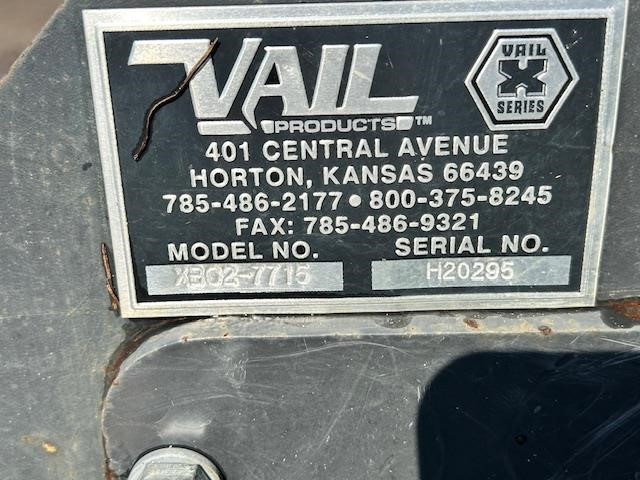 VAIL
PRODUCTS™
VAIL
X
SERIES
401 CENTRAL AVENUE
HORTON, KANSAS 66439
785-486-2177 • 800-375-8245
FAX: 785-486-9321
MODEL NO. SERIAL NO.
XB02-7715 H20295